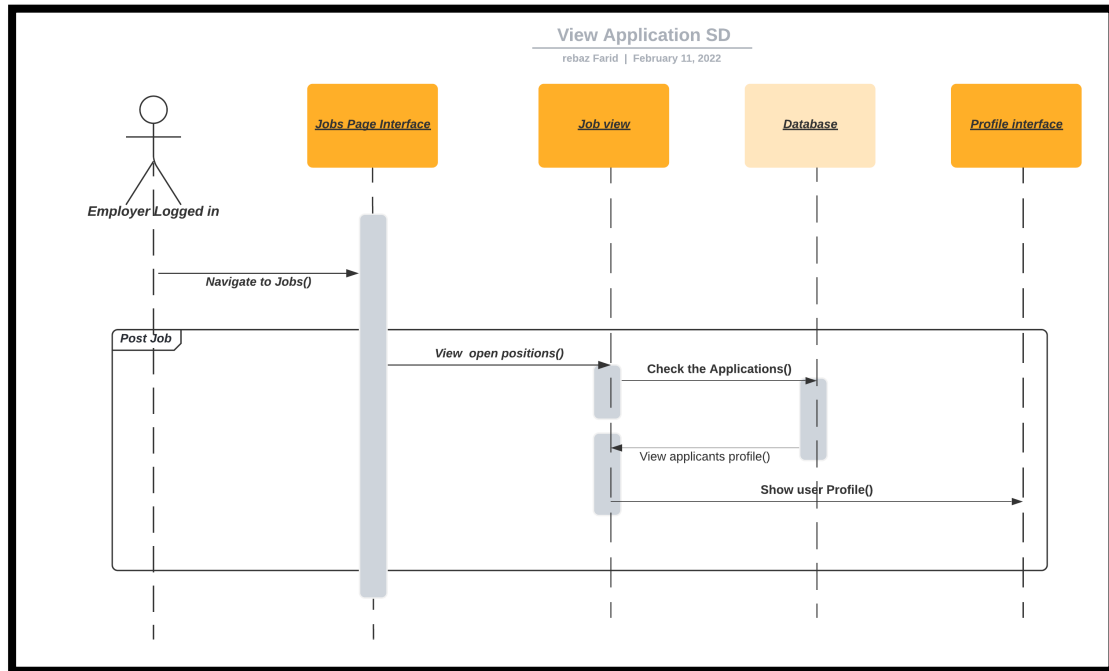 View Application SD
rebaz Farid | February 11, 2022
Jobs Page Interface
Job view
Database
Profile interface
Employer Logged in
Navigate to Jobs()
Post Job
View open positions()
Check the Applications()
View applicants profile()
Show user Profile()